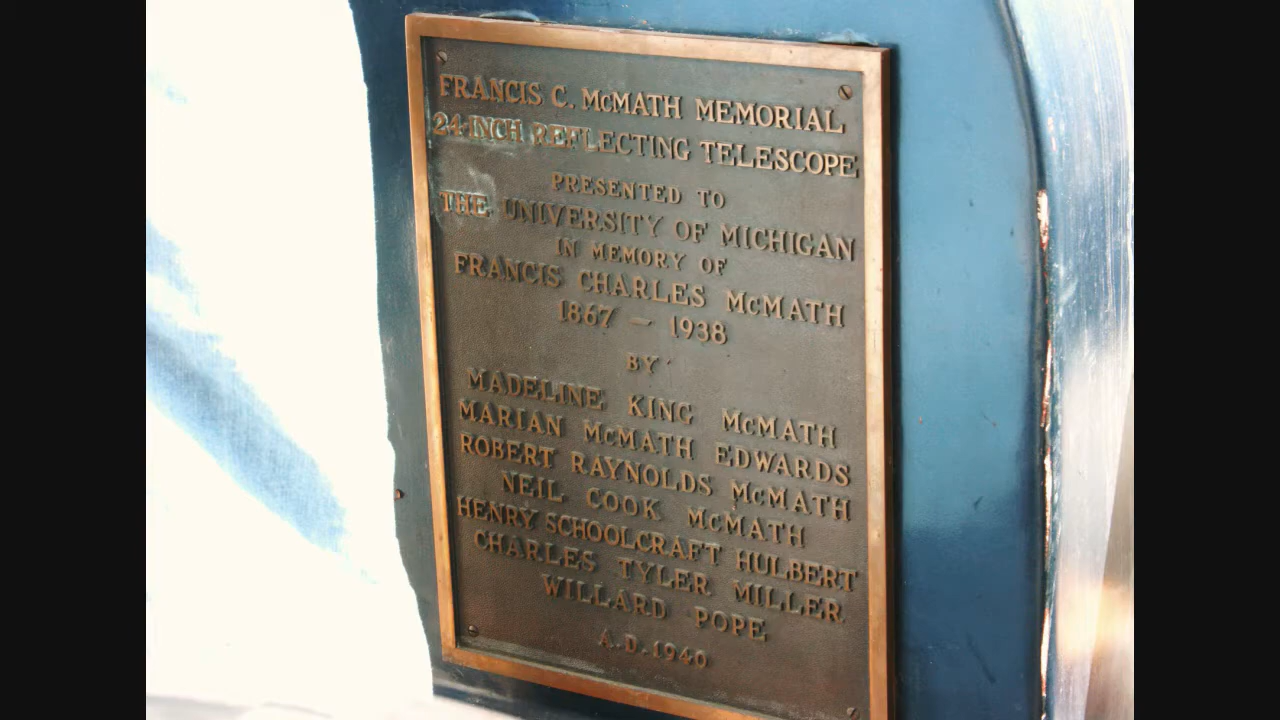 FRANCIS C. McMATH MEMORIAL
24-INCH REFLECTING TELESCOPE
PRESENTED TO
THE UNIVERSITY OF MICHIGAN
IN MEMORY OF
FRANCIS CHARLES McMATH
1867 – 1938
BY
MADELINE KING McMATH
MARIAN McMATH EDWARDS
ROBERT RAYNOLDS McMATH
NEIL COOK McMATH
HENRY SCHOOLCRAFT HULBERT
CHARLES TYLER MILLER
WILLARD POPE
A.D.1940